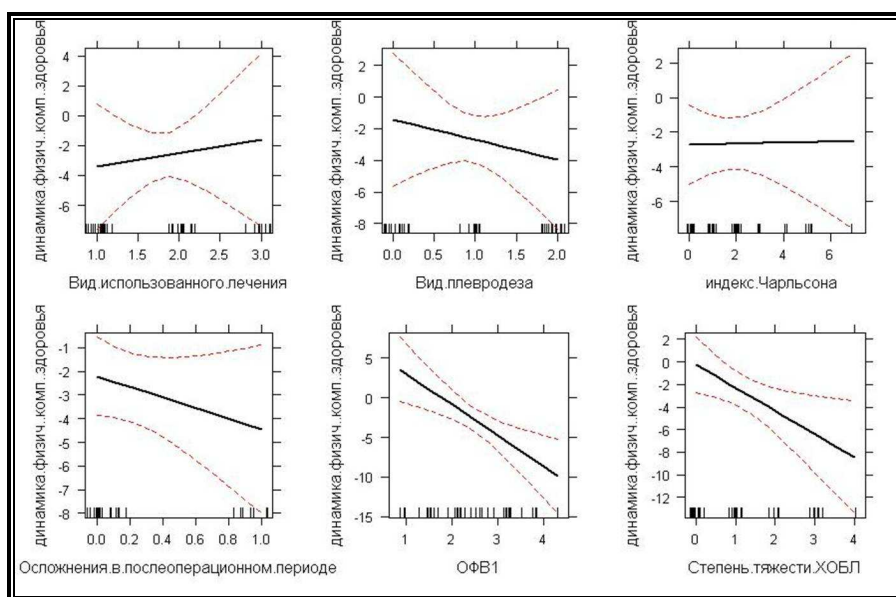 динамика.физич..комп..здоровья
4
2
0
-2
-4
-6
1.0 1.5 2.0 2.5 3.0
Вид.использованного.лечения
динамика.физич..комп..здоровья
2
0
-2
-4
-6
-8
0.0 0.5 1.0 1.5 2.0
Вид.плевродеза
динамика.физич..комп..здоровья
2
0
-2
-4
-6
0 2 4 6
индекс.Чарльсона
динамика.физич..комп..здоровья
-1
-2
-3
-4
-5
-6
-7
-8
0.0 0.2 0.4 0.6 0.8 1.0
Осложнения.в.послеоперационном.периоде
динамика.физич..комп..здоровья
5
0
-5
-10
-15
1 2 3 4
ОФВ1
динамика.физич..комп..здоровья
2
0
-2
-4
-6
-8
-10
-12
0 1 2 3 4
Степень.тяжести.ХОБЛ